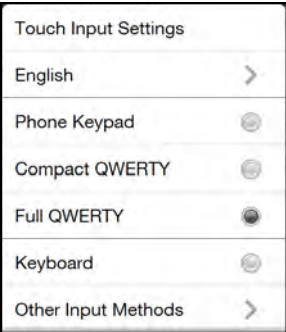 Touch Input Settings
English
Phone Keypad
Compact QWERTY
Full QWERTY
Keyboard
Other Input Methods